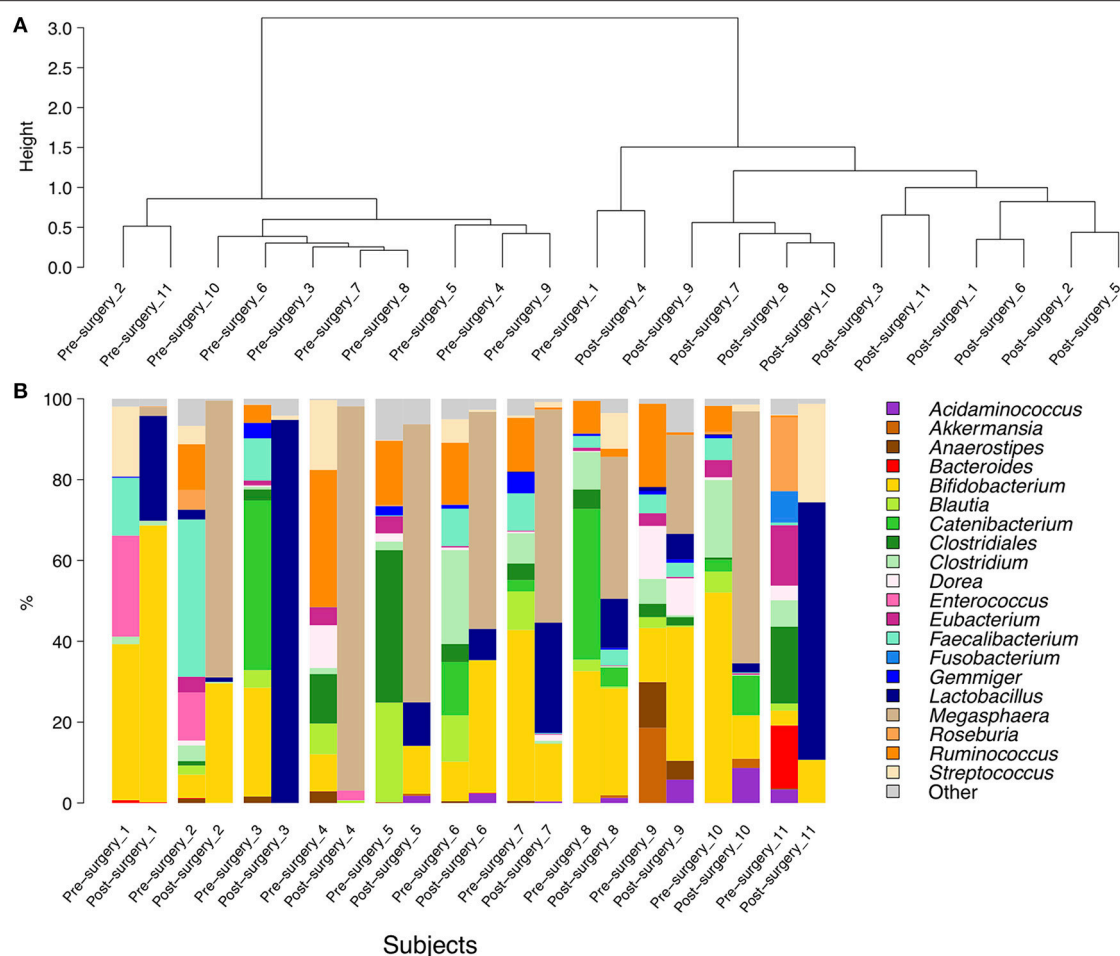 A
Height
3.0
2.5
2.0
1.5
1.0
0.5
0.0
Pre−surgery_2
Pre−surgery_11
Pre−surgery_10
Pre−surgery_6
Pre−surgery_3
Pre−surgery_7
Pre−surgery_8
Pre−surgery_5
Pre−surgery_4
Pre−surgery_9
Pre−surgery_1
Post−surgery_4
Post−surgery_9
Post−surgery_7
Post−surgery_8
Post−surgery_10
Post−surgery_3
Post−surgery_11
Post−surgery_1
Post−surgery_6
Post−surgery_2
Post−surgery_5
B
%
100
80
60
40
20
0
Pre−surgery_1
Post−surgery_1
Pre−surgery_2
Post−surgery_2
Pre−surgery_3
Post−surgery_3
Pre−surgery_4
Post−surgery_4
Pre−surgery_5
Post−surgery_5
Pre−surgery_6
Post−surgery_6
Pre−surgery_7
Post−surgery_7
Pre−surgery_8
Post−surgery_8
Pre−surgery_9
Post−surgery_9
Pre−surgery_10
Post−surgery_10
Pre−surgery_11
Post−surgery_11
Subjects
Acidaminococcus
Akkermansia
Anaerostipes
Bacteroides
Bifidobacterium
Blautia
Catenibacterium
Clostridiales
Clostridium
Dorea
Enterococcus
Eubacterium
Faecalibacterium
Fusobacterium
Gemmiger
Lactobacillus
Megasphaera
Roseburia
Ruminococcus
Streptococcus
Other